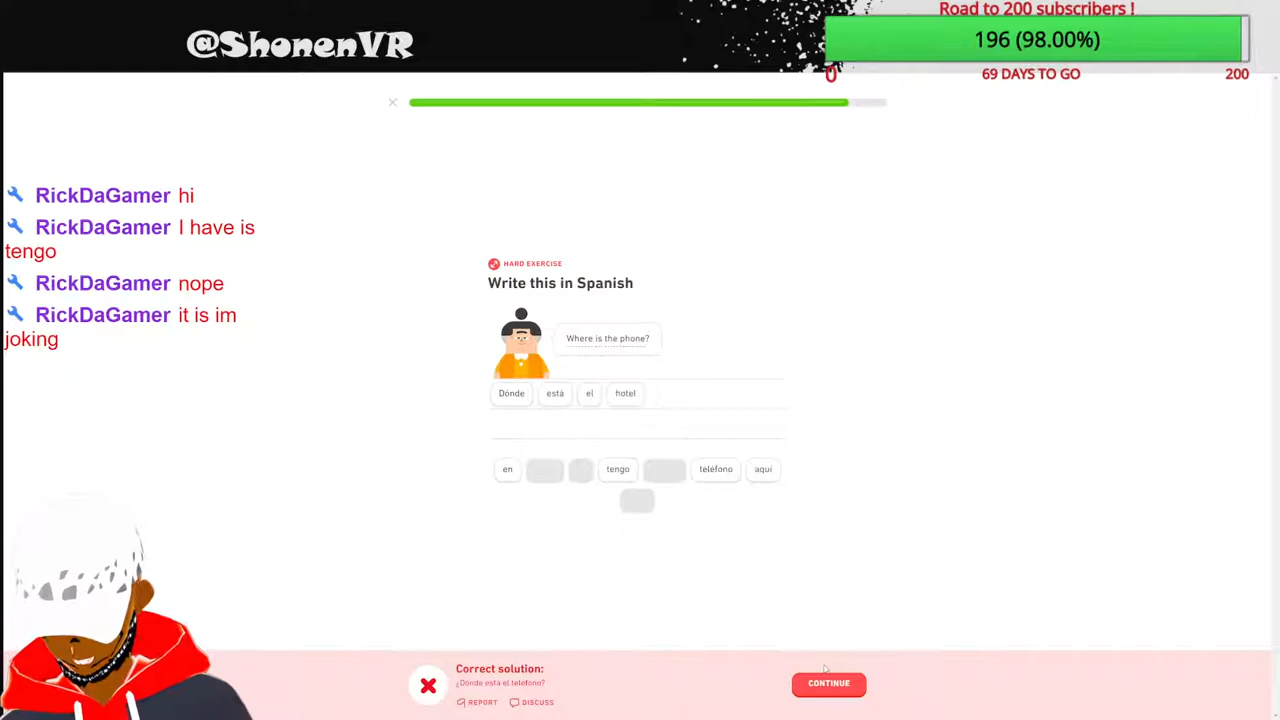 @ShonenVR
Road to 200 subscribers !
196 (98.00%)
0
69 DAYS TO GO
200
RickDaGamer hi
RickDaGamer I have is
tengo
RickDaGamer nope
RickDaGamer it is im
joking
HARD EXERCISE
Write this in Spanish
Where is the phone?
Dónde está el hotel
en tengo teléfono aquí
Correct solution:
¿Dónde está el teléfono?
REPORT DISCUSS
CONTINUE